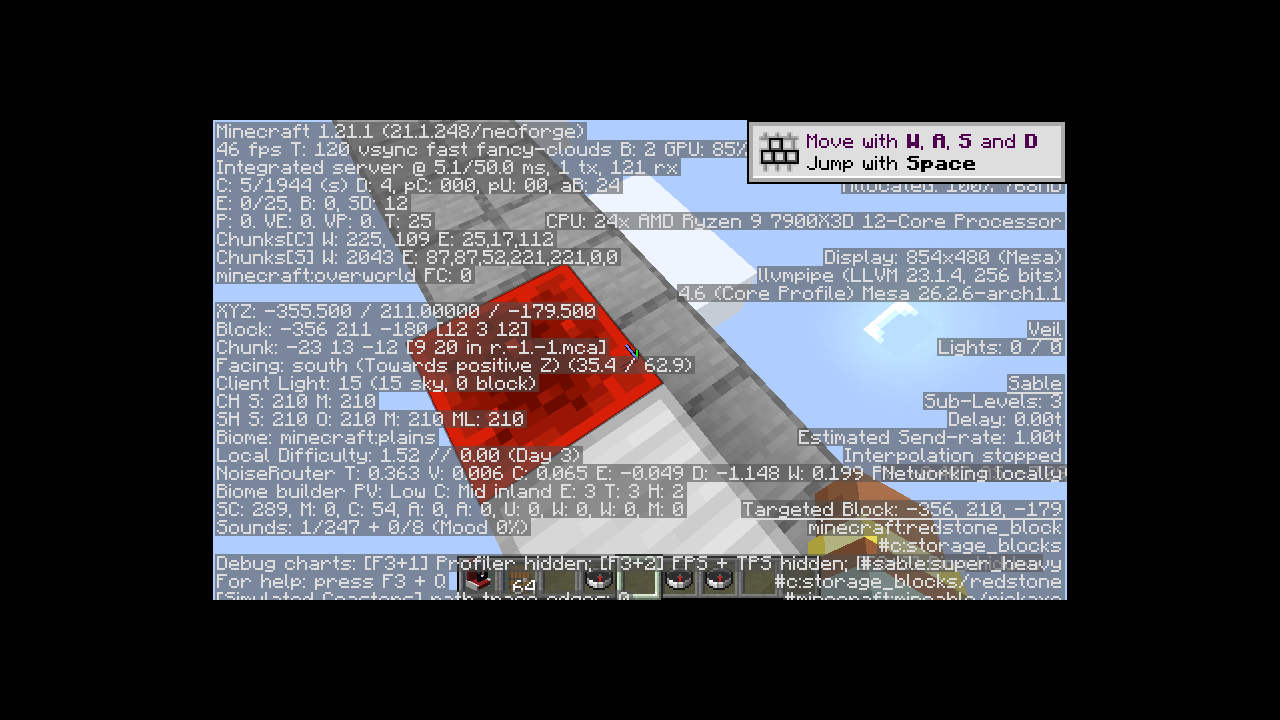 Minecraft 1.21.1 (21.1.248/neoforge)
46 fps T: 120 vsync fast fancy-clouds B: 2 GPU: 85%
Integrated server @ 5.1/50.0 ms, 1 tx, 121 rx
C: 5/1944 (s) D: 4, pC: 000, pU: 00, aB: 24
E: 0/25, B: 0, SD: 12
P: 0. VE: 0. VP: 0. T: 25
Chunks[C] W: 225, 109 E: 25,17,112
Chunks[S] W: 2043 E: 87,87,52,221,221,0,0
minecraft:overworld FC: 0
XYZ: -355.500 / 211.00000 / -179.500
Block: -356 211 -180 [12 3 12]
Chunk: -23 13 -12 [9 20 in r.-1.-1.mca]
Facing: south (Towards positive Z) (35.4 / 62.9)
Client Light: 15 (15 sky, 0 block)
CH S: 210 M: 210
SH S: 210 O: 210 M: 210 ML: 210
Biome: minecraft:plains
Local Difficulty: 1.52 // 0.00 (Day 3)
NoiseRouter T: 0.363 V: 0.006 C: 0.065 E: -0.049 D: -1.148 W: 0.199
Biome builder PV: Low C: Mid inland E: 3 T: 3 H: 2
SC: 289, M: 0, C: 54, A: 0, A: 0, U: 0, W: 0, W: 0, M: 0
Sounds: 1/247 + 0/8 (Mood 0%)
Debug charts: [F3+1] Profiler hidden; [F3+2] FPS + TPS hidden;
For help: press F3 + Q
[Simulated Coasters] path trace edges: 0
Move with W, A, S and D
Jump with Space
Allocated: 100% 768MB
CPU: 24x AMD Ryzen 9 7900X3D 12-Core Processor
Display: 854x480 (Mesa)
llvmpipe (LLVM 23.1.4, 256 bits)
4.6 (Core Profile) Mesa 26.2.6-arch1.1
Veil
Lights: 0 / 0
Sable
Sub-Levels: 3
Delay: 0.00t
Estimated Send-rate: 1.00t
Interpolation stopped
Networking locally
Targeted Block: -356, 210, -179
minecraft:redstone_block
#c:storage_blocks
#sable:super_heavy
#c:storage_blocks/redstone
#minecraft:mineable/pickaxe
64